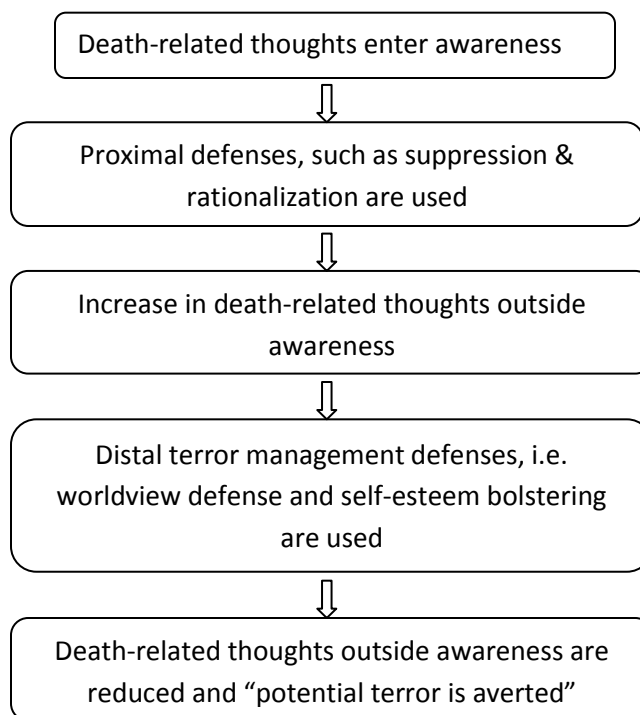 Death-related thoughts enter awareness
Proximal defenses, such as suppression &
rationalization are used
Increase in death-related thoughts outside
awareness
Distal terror management defenses, i.e.
worldview defense and self-esteem bolstering
are used
Death-related thoughts outside awareness are
reduced and “potential terror is averted”